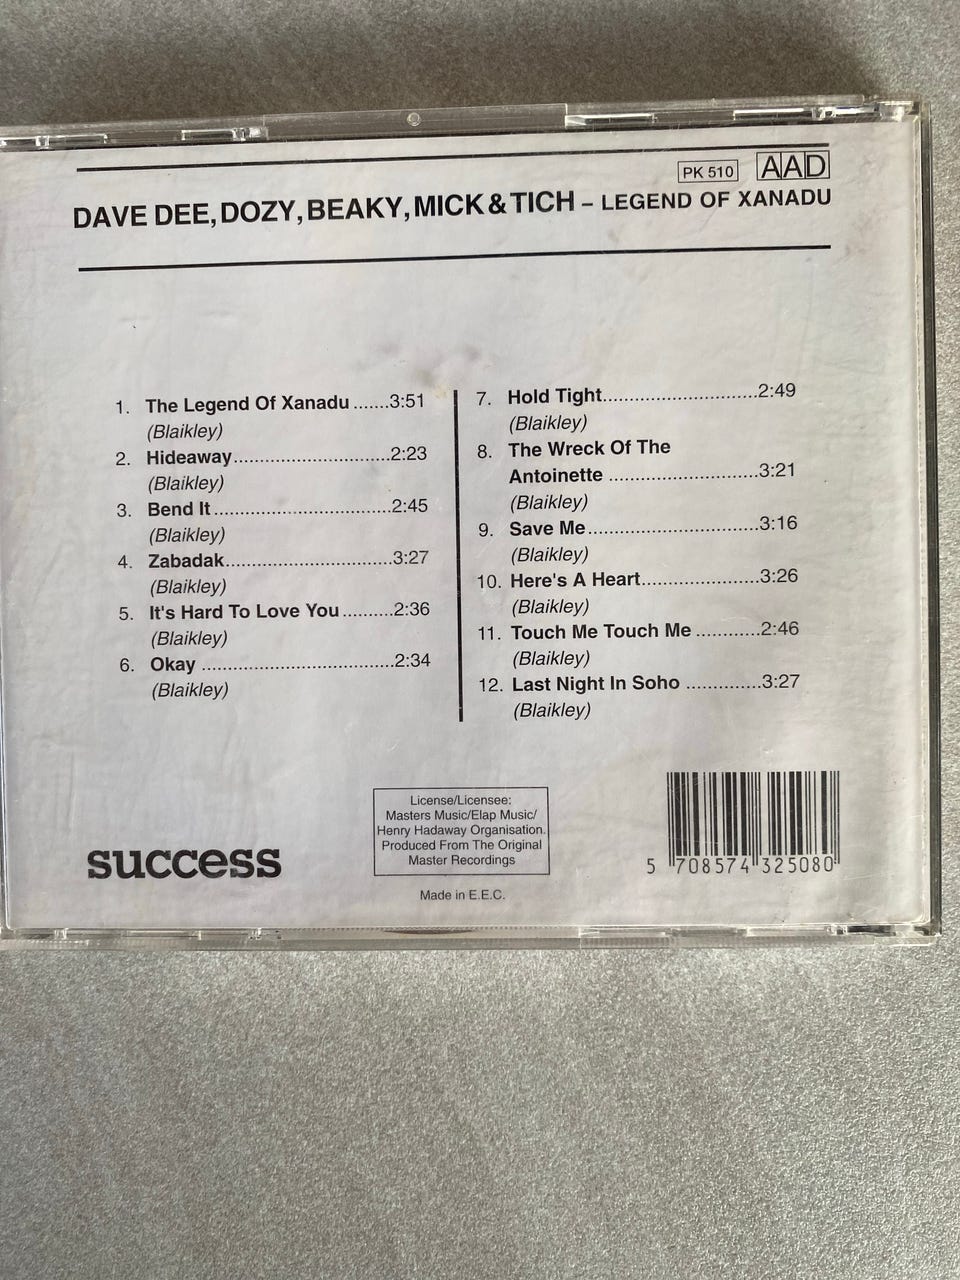 PK 510 AAD
DAVE DEE, DOZY, BEAKY, MICK & TICH – LEGEND OF XANADU
1. The Legend Of Xanadu.......3:51
(Blaikley)
2. Hideaway...............................2:23
(Blaikley)
3. Bend It...................................2:45
(Blaikley)
4. Zabadak.................................3:27
(Blaikley)
5. It's Hard To Love You..........2:36
(Blaikley)
6. Okay ......................................2:34
(Blaikley)
7. Hold Tight...............................2:49
(Blaikley)
8. The Wreck Of The
Antoinette ..............................3:21
(Blaikley)
9. Save Me..................................3:16
(Blaikley)
10. Here's A Heart.......................3:26
(Blaikley)
11. Touch Me Touch Me ............2:46
(Blaikley)
12. Last Night In Soho ...............3:27
(Blaikley)
success
License/Licensee:
Masters Music/Elap Music/
Henry Hadaway Organisation.
Produced From The Original
Master Recordings
Made in E.E.C.
5 708574 325080